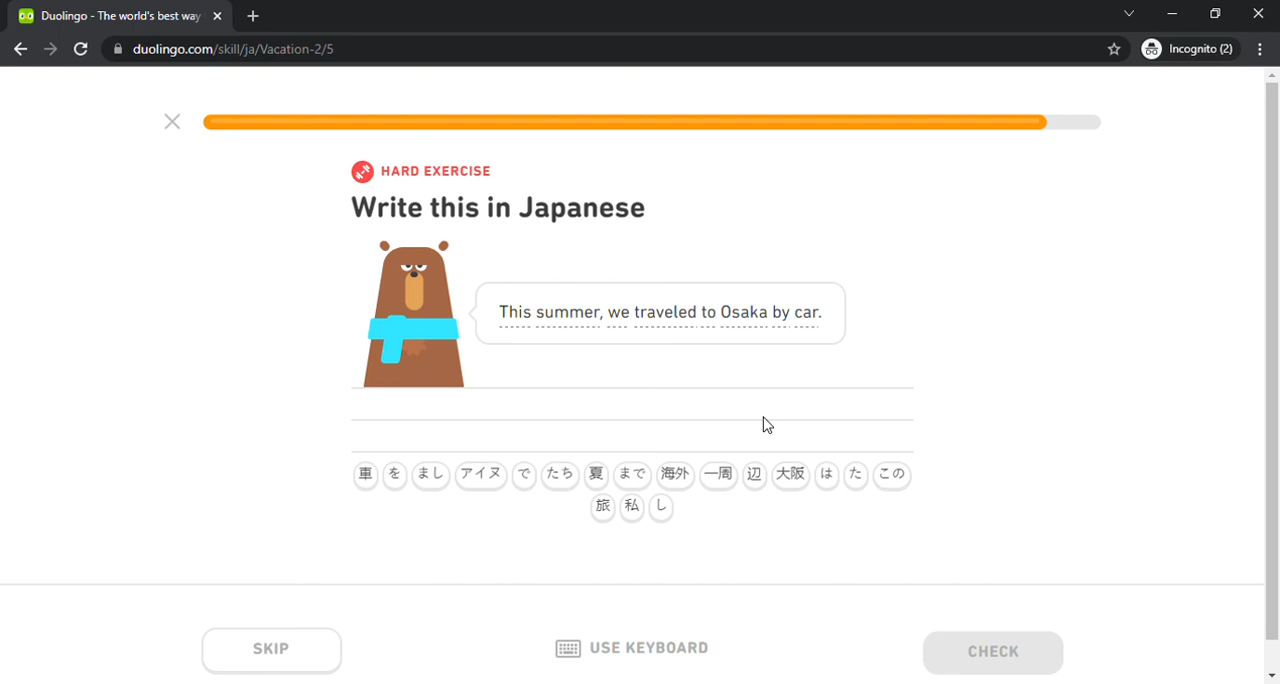 Duolingo - The world's best way
duolingo.com/skill/ja/Vacation-2/5
Incognito (2)
HARD EXERCISE
Write this in Japanese
This summer, we traveled to Osaka by car.
車 を まし アイヌ で たち 夏 まで 海外 一周 辺 大阪 は た この
旅 私 し
SKIP
USE KEYBOARD
CHECK